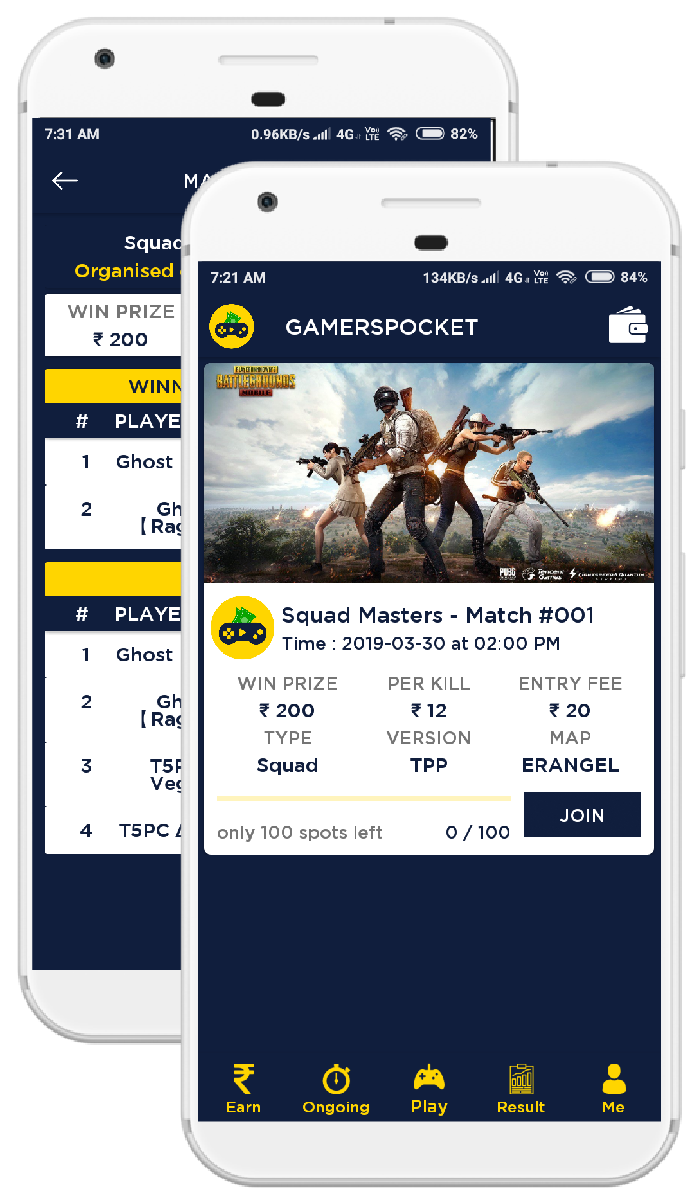 7:31 AM
0.96KB/s 4G VoLTE 82%
MA
Squad
Organised
WIN PRIZE
₹ 200
WINN
# PLAYE
1 Ghost
2 Gh
【Rag
# PLAYE
1 Ghost
2 Gh
【Rag
3 T5P
Veg
4 T5PC
7:21 AM
134KB/s 4G VoLTE 84%
GAMERSPOCKET
BATTLEGROUNDS
MOBILE
PUBG
Squad Masters - Match #001
Time : 2019-03-30 at 02:00 PM
WIN PRIZE PER KILL ENTRY FEE
₹ 200 ₹ 12 ₹ 20
TYPE VERSION MAP
Squad TPP ERANGEL
only 100 spots left 0 / 100 JOIN
Earn Ongoing Play Result Me